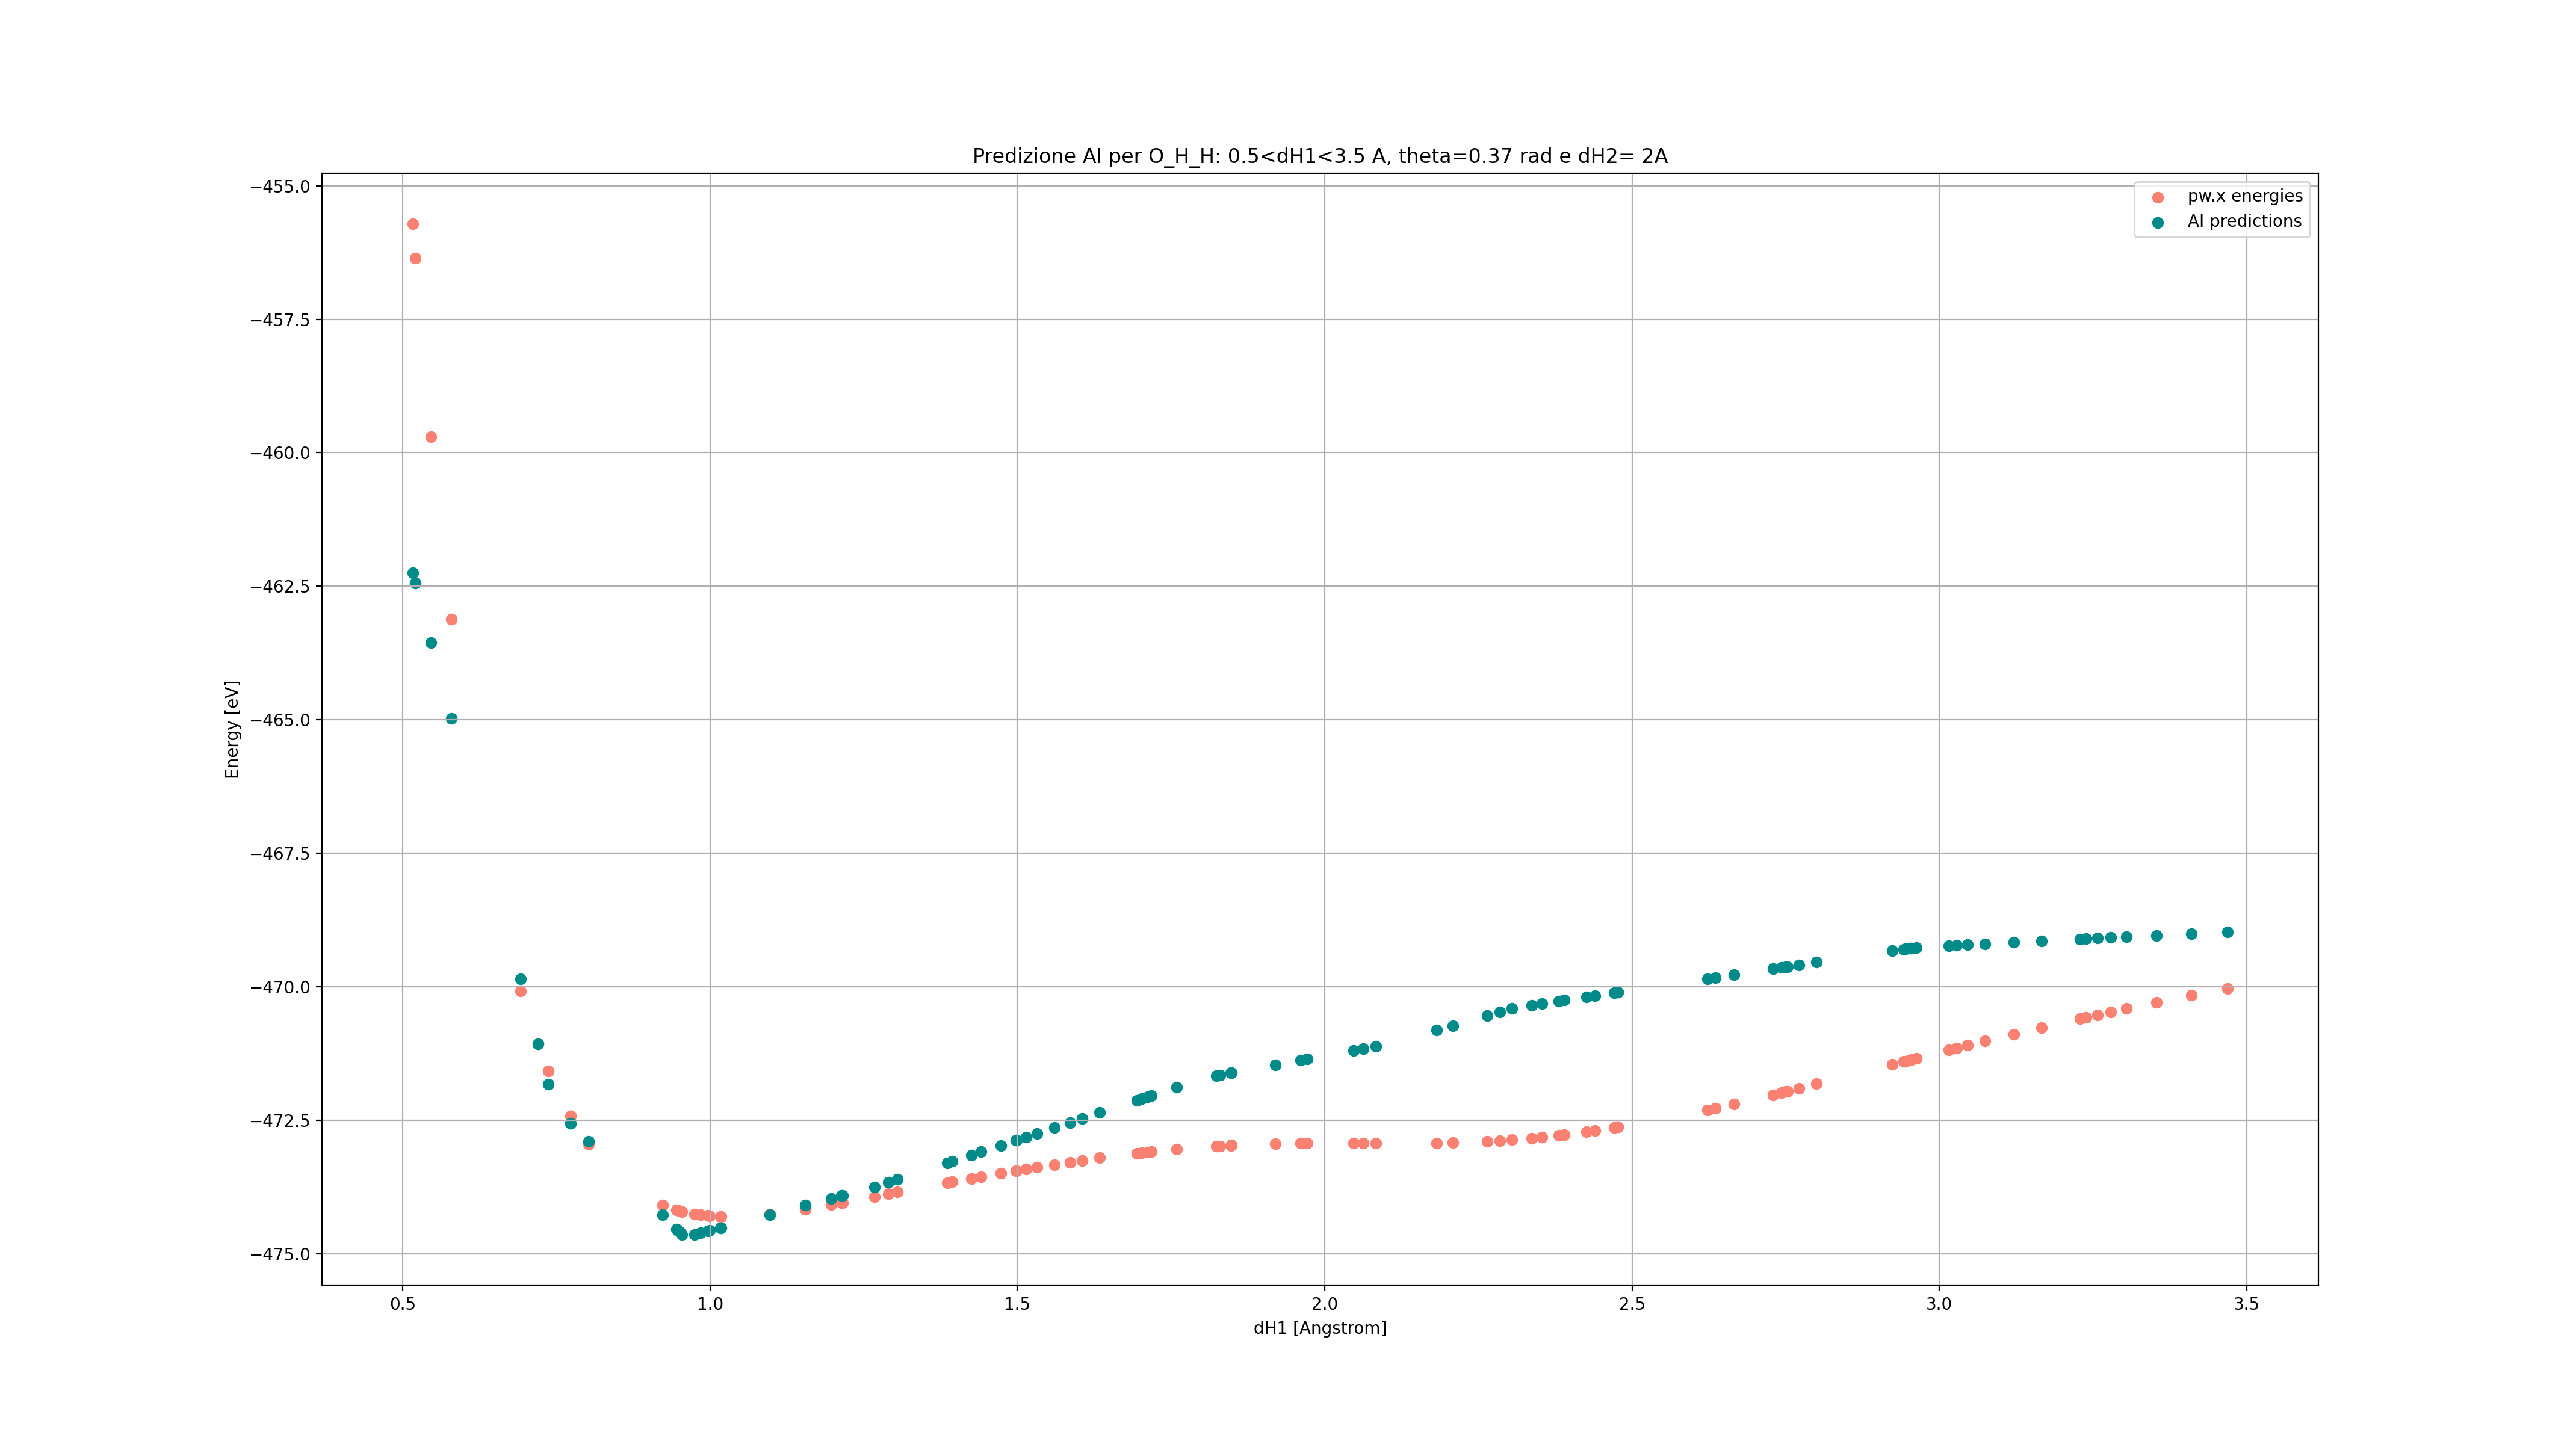 Predizione AI per O_H_H: 0.5<dH1<3.5 A, theta=0.37 rad e dH2= 2A
pw.x energies
AI predictions
Energy [eV]
−455.0
−457.5
−460.0
−462.5
−465.0
−467.5
−470.0
−472.5
−475.0
0.5 1.0 1.5 2.0 2.5 3.0 3.5
dH1 [Angstrom]